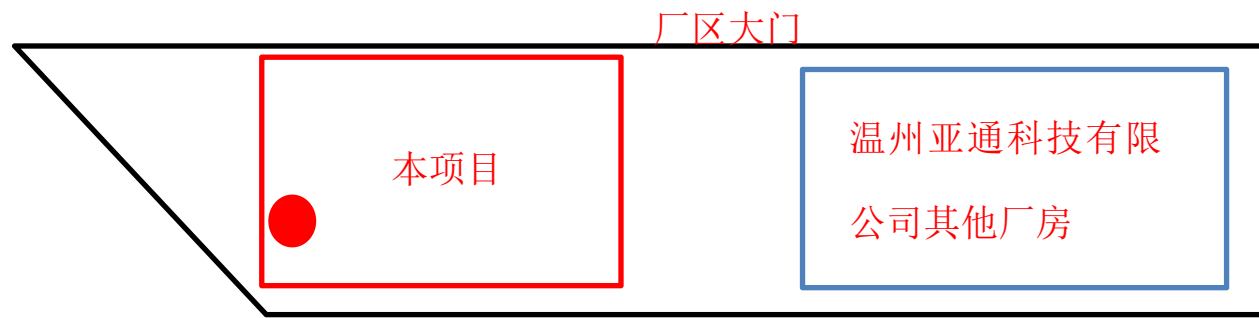 厂区大门
本项目
温州亚通科技有限
公司其他厂房